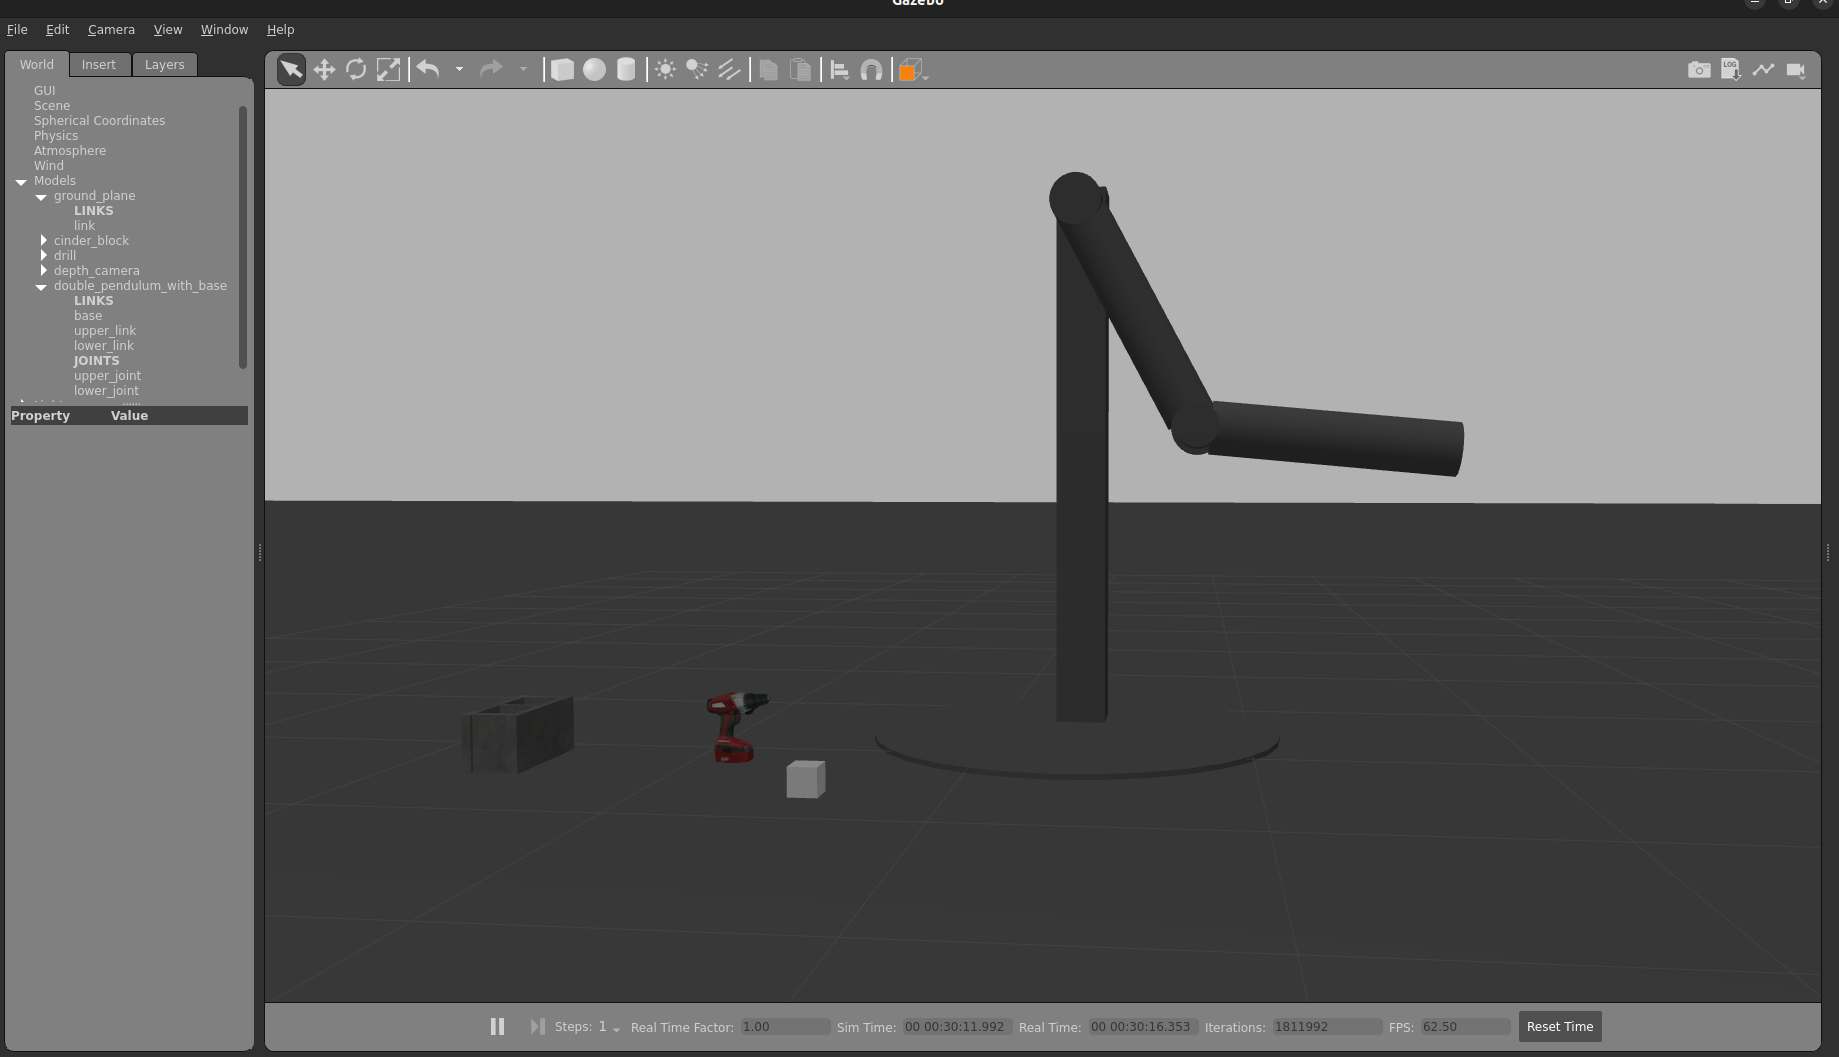 Gazebo
File Edit Camera View Window Help
World Insert Layers
LOG
GUI
Scene
Spherical Coordinates
Physics
Atmosphere
Wind
Models
ground_plane
LINKS
link
cinder_block
drill
depth_camera
double_pendulum_with_base
LINKS
base
upper_link
lower_link
JOINTS
upper_joint
lower_joint
Property Value
Steps: 1 Real Time Factor: 1.00 Sim Time: 00 00:30:11.992 Real Time: 00 00:30:16.353 Iterations: 1811992 FPS: 62.50 Reset Time